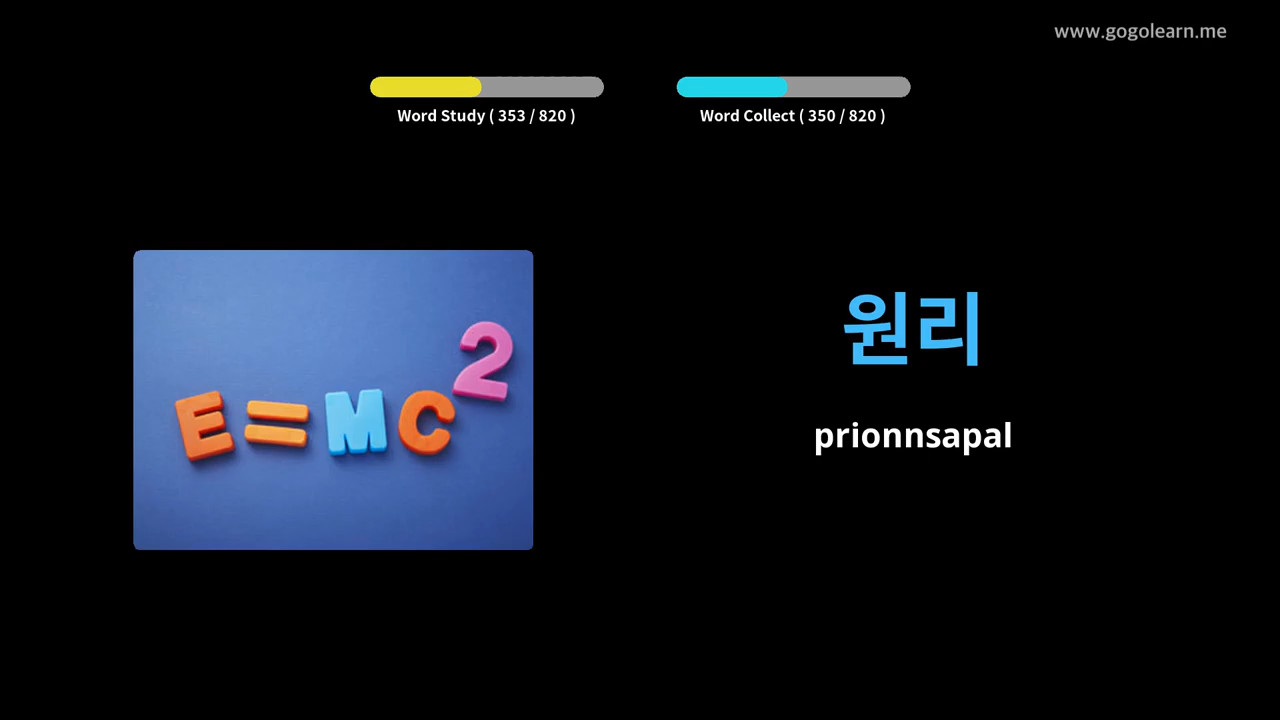 www.gogolearn.me
Word Study ( 353 / 820 )
Word Collect ( 350 / 820 )
E=MC2
원리
prionnsapal